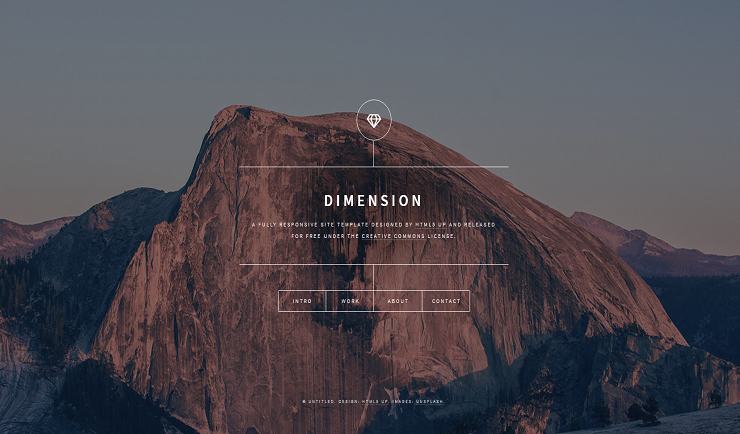 DIMENSION
A FULLY RESPONSIVE SITE TEMPLATE DESIGNED BY HTML5 UP AND RELEASED
FOR FREE UNDER THE CREATIVE COMMONS LICENSE.
INTRO WORK ABOUT CONTACT
© UNTITLED. DESIGN: HTML5 UP. IMAGES: UNSPLASH.